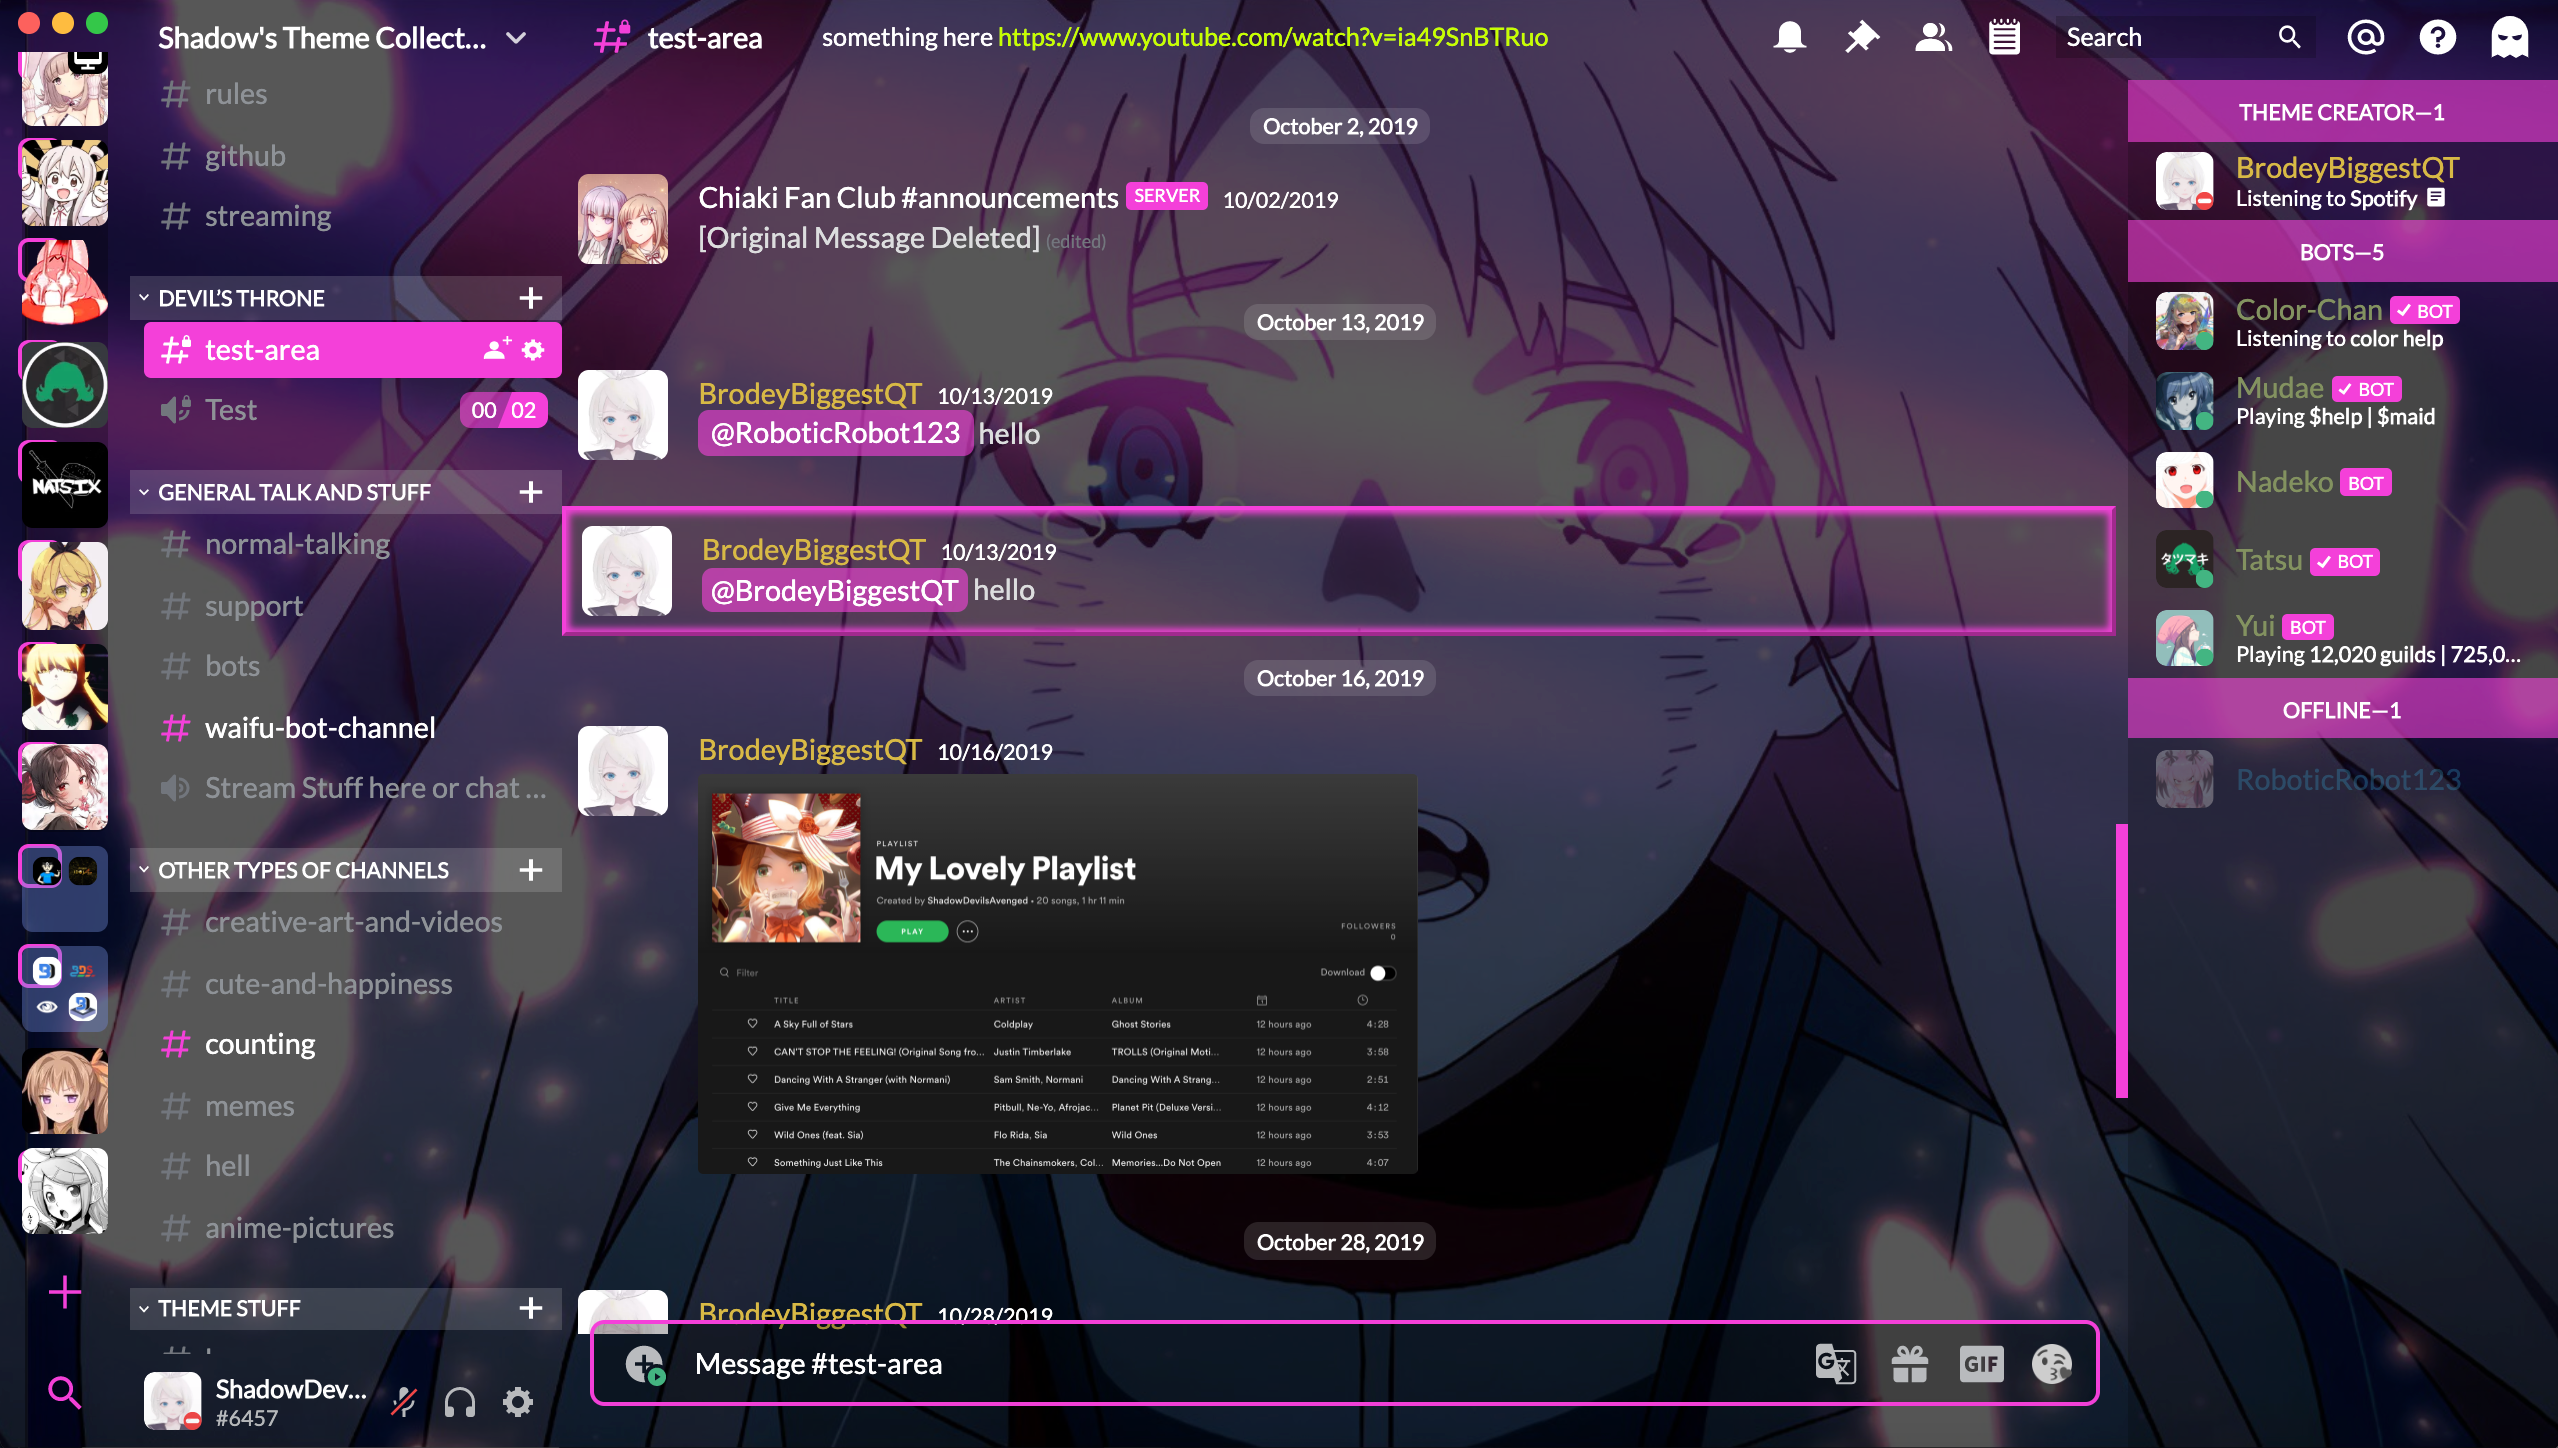 Shadow's Theme Collect...
rules
github
streaming
DEVIL'S THRONE
test-area
Test
00 02
GENERAL TALK AND STUFF
normal-talking
support
bots
waifu-bot-channel
Stream Stuff here or chat ...
OTHER TYPES OF CHANNELS
creative-art-and-videos
cute-and-happiness
counting
memes
hell
anime-pictures
THEME STUFF
ShadowDev...
#6457
NATSIX
test-area
something here https://www.youtube.com/watch?v=ia49SnBTRuo
Search
October 2, 2019
Chiaki Fan Club #announcements SERVER 10/02/2019
[Original Message Deleted] (edited)
October 13, 2019
BrodeyBiggestQT 10/13/2019
@RoboticRobot123 hello
BrodeyBiggestQT 10/13/2019
@BrodeyBiggestQT hello
October 16, 2019
BrodeyBiggestQT 10/16/2019
PLAYLIST
My Lovely Playlist
Created by ShadowDevilsAvenged • 20 songs, 1 hr 11 min
PLAY
FOLLOWERS
0
Filter
Download
TITLE ARTIST ALBUM
A Sky Full of Stars Coldplay Ghost Stories 12 hours ago 4:28
CAN'T STOP THE FEELING! (Original Song fro... Justin Timberlake TROLLS (Original Moti... 12 hours ago 3:58
Dancing With A Stranger (with Normani) Sam Smith, Normani Dancing With A Strang... 12 hours ago 2:51
Give Me Everything Pitbull, Ne-Yo, Afrojac... Planet Pit (Deluxe Versi... 12 hours ago 4:12
Wild Ones (feat. Sia) Flo Rida, Sia Wild Ones 12 hours ago 3:53
Something Just Like This The Chainsmokers, Col... Memories...Do Not Open 12 hours ago 4:07
October 28, 2019
BrodeyBiggestQT 10/28/2019
Message #test-area
GIF
THEME CREATOR—1
BrodeyBiggestQT
Listening to Spotify
BOTS—5
Color-Chan BOT
Listening to color help
Mudae BOT
Playing $help | $maid
Nadeko BOT
タツマキ
Tatsu BOT
Yui BOT
Playing 12,020 guilds | 725,0...
OFFLINE—1
RoboticRobot123